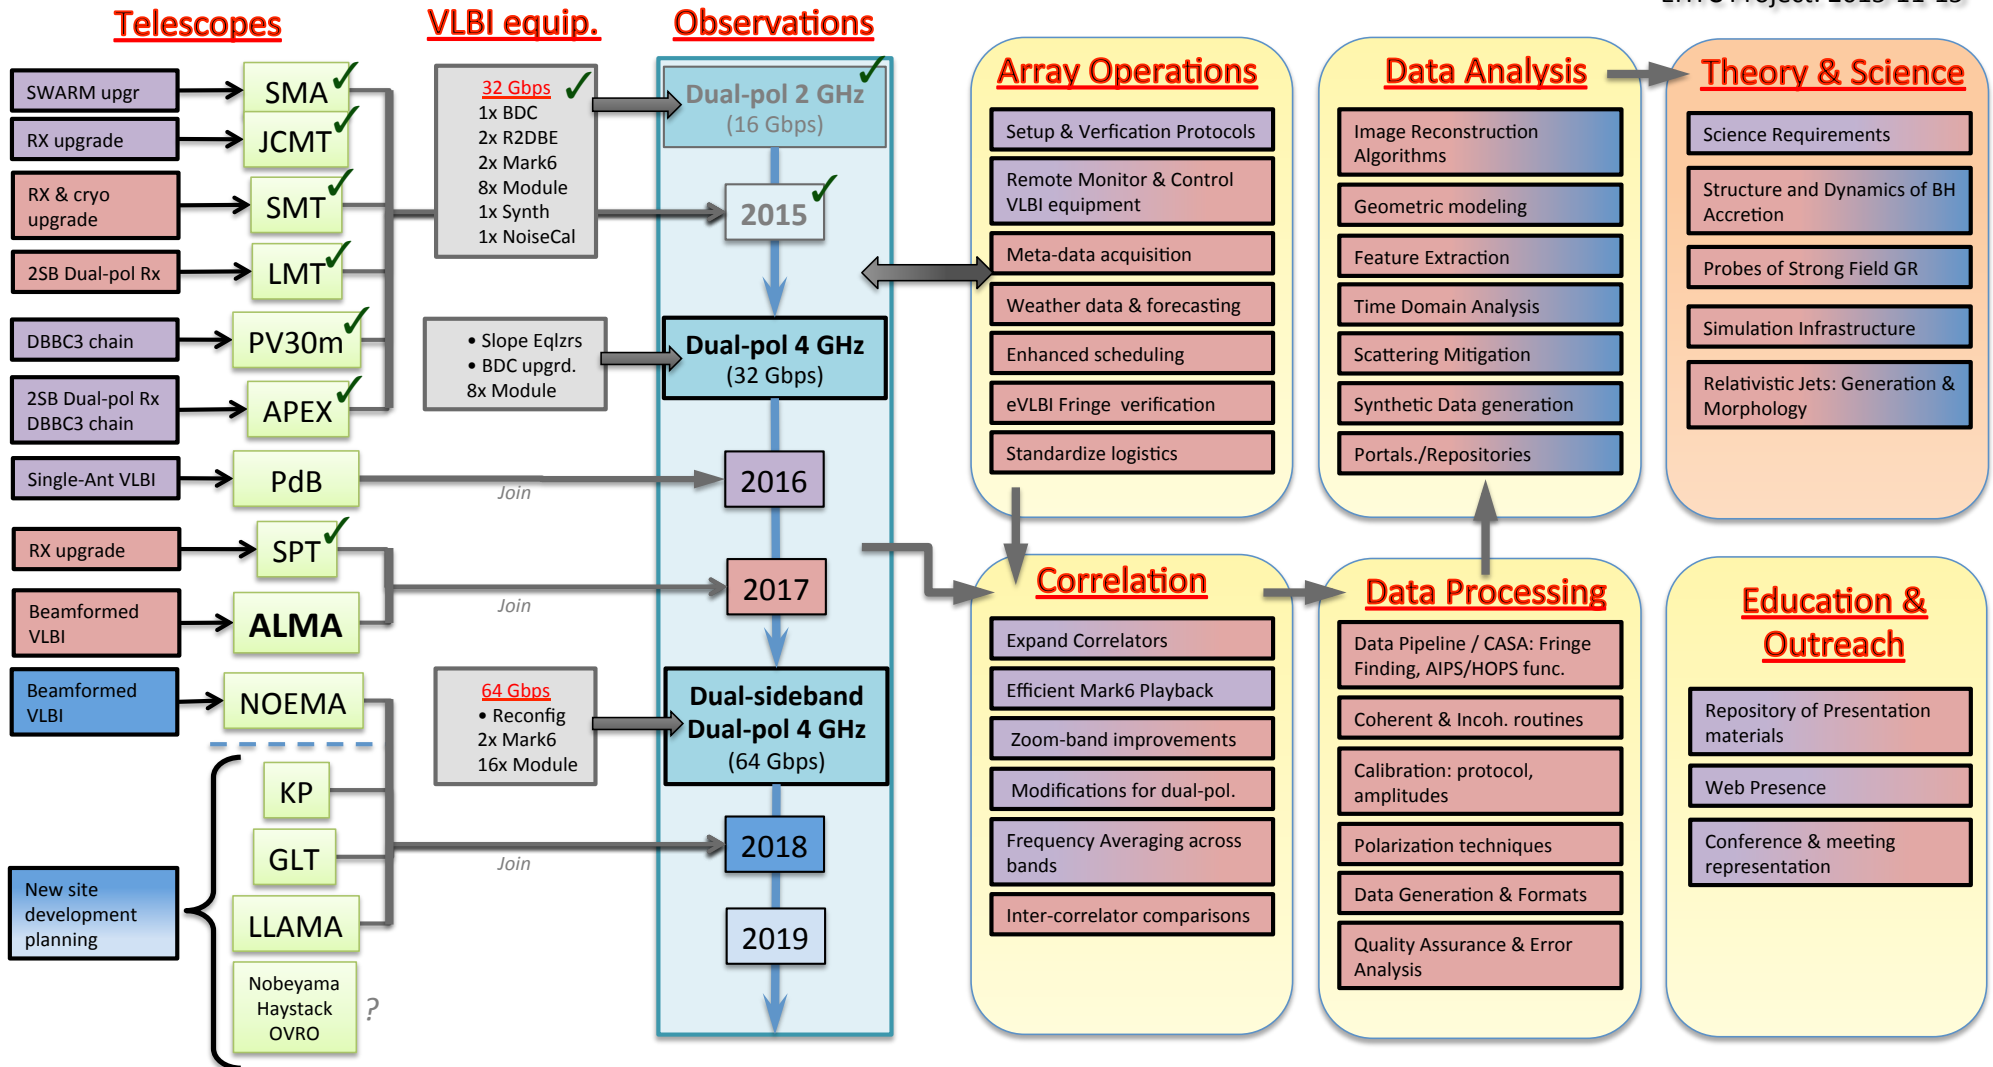 Telescopes
SWARM upgr
SMA
RX upgrade
JCMT
RX & cryo
upgrade
SMT
2SB Dual-pol Rx
LMT
DBBC3 chain
PV30m
2SB Dual-pol Rx
DBBC3 chain
APEX
Single-Ant VLBI
PdB
RX upgrade
SPT
Beamformed
VLBI
ALMA
Beamformed
VLBI
NOEMA
New site
development
planning
KP
GLT
LLAMA
Nobeyama
Haystack
OVRO
?
VLBI equip.
32 Gbps
1x BDC
2x R2DBE
2x Mark6
8x Module
1x Synth
1x NoiseCal
• Slope Eqlzrs
• BDC upgrd.
8x Module
Join
Join
64 Gbps
• Reconfig
2x Mark6
16x Module
Join
Observations
Dual-pol 2 GHz
(16 Gbps)
2015
Dual-pol 4 GHz
(32 Gbps)
2016
2017
Dual-sideband
Dual-pol 4 GHz
(64 Gbps)
2018
2019
Array Operations
Setup & Verfication Protocols
Remote Monitor & Control
VLBI equipment
Meta-data acquisition
Weather data & forecasting
Enhanced scheduling
eVLBI Fringe verification
Standardize logistics
Correlation
Expand Correlators
Efficient Mark6 Playback
Zoom-band improvements
Modifications for dual-pol.
Frequency Averaging across
bands
Inter-correlator comparisons
Data Analysis
Image Reconstruction
Algorithms
Geometric modeling
Feature Extraction
Time Domain Analysis
Scattering Mitigation
Synthetic Data generation
Portals./Repositories
Data Processing
Data Pipeline / CASA: Fringe
Finding, AIPS/HOPS func.
Coherent & Incoh. routines
Calibration: protocol,
amplitudes
Polarization techniques
Data Generation & Formats
Quality Assurance & Error
Analysis
Theory & Science
Science Requirements
Structure and Dynamics of BH
Accretion
Probes of Strong Field GR
Simulation Infrastructure
Relativistic Jets: Generation &
Morphology
Education &
Outreach
Repository of Presentation
materials
Web Presence
Conference & meeting
representation